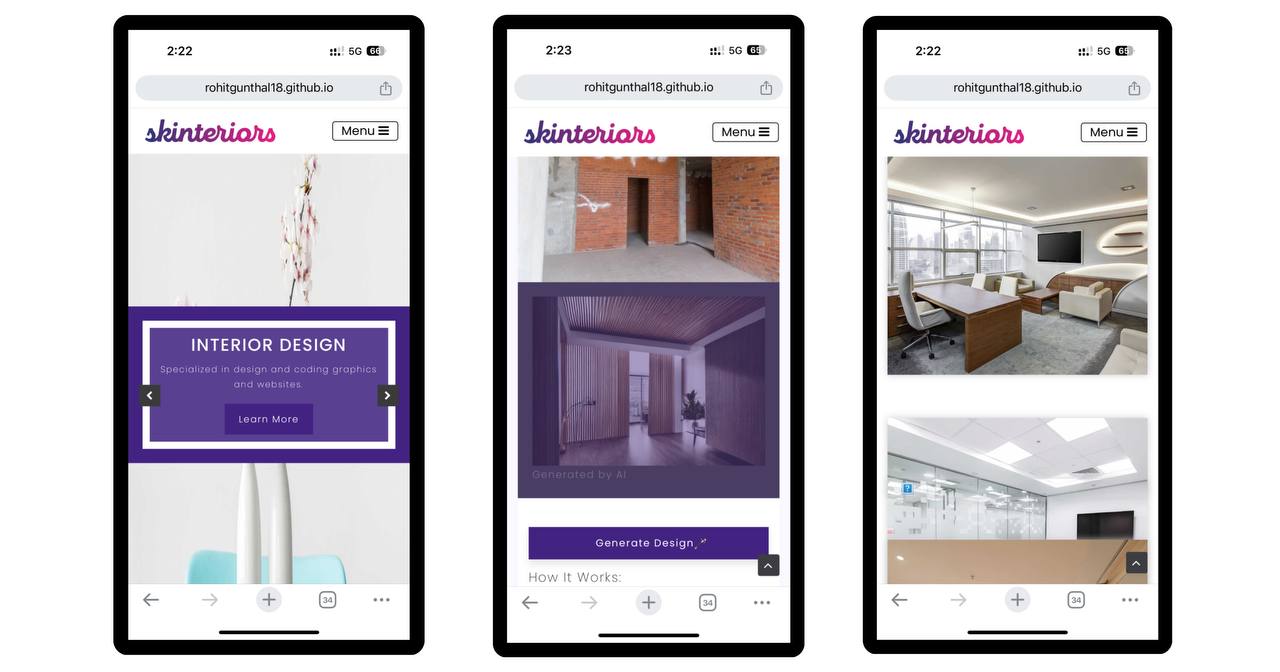 2:22
5G 66
rohitgunthal18.github.io
skinteriors
Menu
INTERIOR DESIGN
Specialized in design and coding graphics
and websites.
Learn More
34
2:23
5G 65
rohitgunthal18.github.io
skinteriors
Menu
Generated by AI
Generate Design
How It Works:
34
2:22
5G 65
rohitgunthal18.github.io
skinteriors
Menu
34